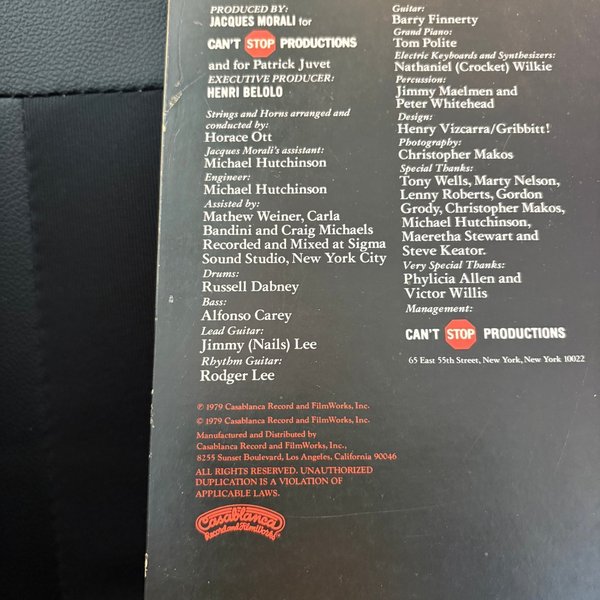 PRODUCED BY:
JACQUES MORALI for
CAN'T STOP PRODUCTIONS
and for Patrick Juvet
EXECUTIVE PRODUCER:
HENRI BELOLO
Strings and Horns arranged and
conducted by:
Horace Ott
Jacques Morali's assistant:
Michael Hutchinson
Engineer:
Michael Hutchinson
Assisted by:
Mathew Weiner, Carla
Bandini and Craig Michaels
Recorded and Mixed at Sigma
Sound Studio, New York City
Drums:
Russell Dabney
Bass:
Alfonso Carey
Lead Guitar:
Jimmy (Nails) Lee
Rhythm Guitar:
Rodger Lee
℗ 1979 Casablanca Record and FilmWorks, Inc.
© 1979 Casablanca Record and FilmWorks, Inc.
Manufactured and Distributed by
Casablanca Record and FilmWorks, Inc.,
8255 Sunset Boulevard, Los Angeles, California 90046
ALL RIGHTS RESERVED. UNAUTHORIZED
DUPLICATION IS A VIOLATION OF
APPLICABLE LAWS.
Casablanca
Record and FilmWorks
Guitar:
Barry Finnerty
Grand Piano:
Tom Polite
Electric Keyboards and Synthesizers:
Nathaniel (Crocket) Wilkie
Percussion:
Jimmy Maelmen and
Peter Whitehead
Design:
Henry Vizcarra/Gribbitt!
Photography:
Christopher Makos
Special Thanks:
Tony Wells, Marty Nelson,
Lenny Roberts, Gordon
Grody, Christopher Makos,
Michael Hutchinson,
Maeretha Stewart and
Steve Keator.
Very Special Thanks:
Phylicia Allen and
Victor Willis
Management:
CAN'T STOP PRODUCTIONS
65 East 55th Street, New York, New York 10022